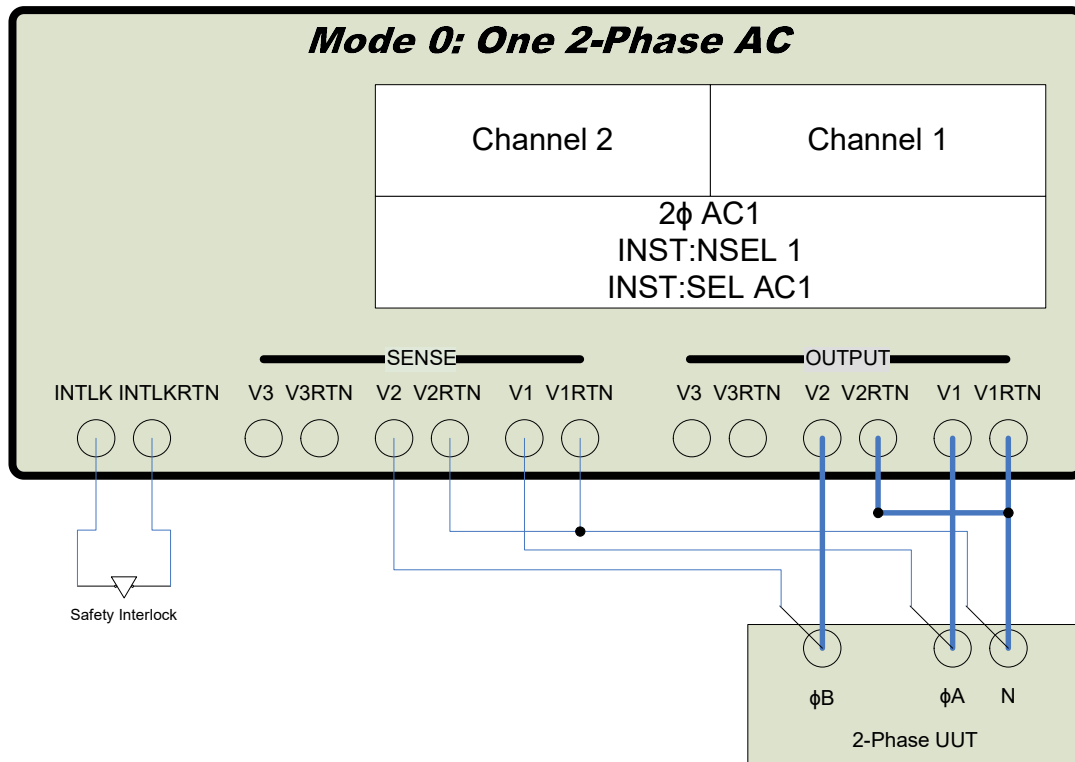 Mode 0: One 2-Phase AC
Channel 2 Channel 1
2ϕ AC1
INST:NSEL 1
INST:SEL AC1
SENSE OUTPUT
INTLK INTLKRTN V3 V3RTN V2 V2RTN V1 V1RTN V3 V3RTN V2 V2RTN V1 V1RTN
Safety Interlock
ϕB ϕA N
2-Phase UUT